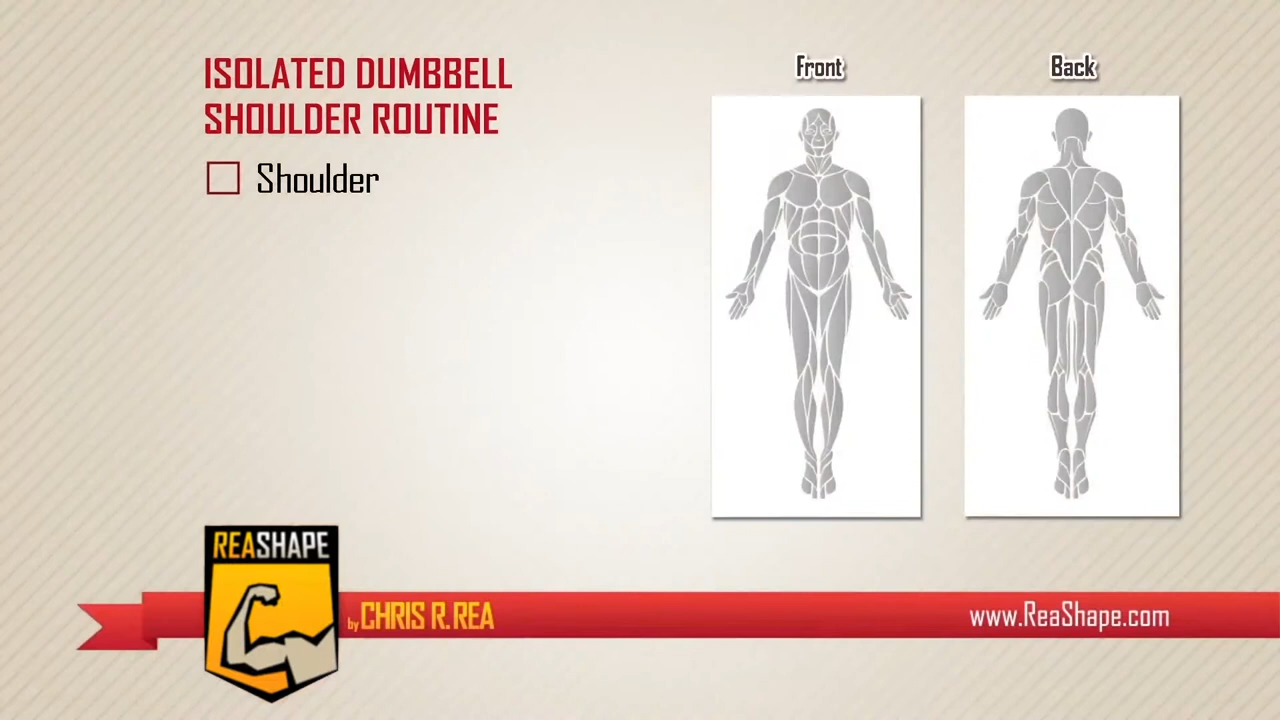 ISOLATED DUMBBELL
SHOULDER ROUTINE
Shoulder
Front
Back
REASHAPE
by CHRIS R. REA
www.ReaShape.com